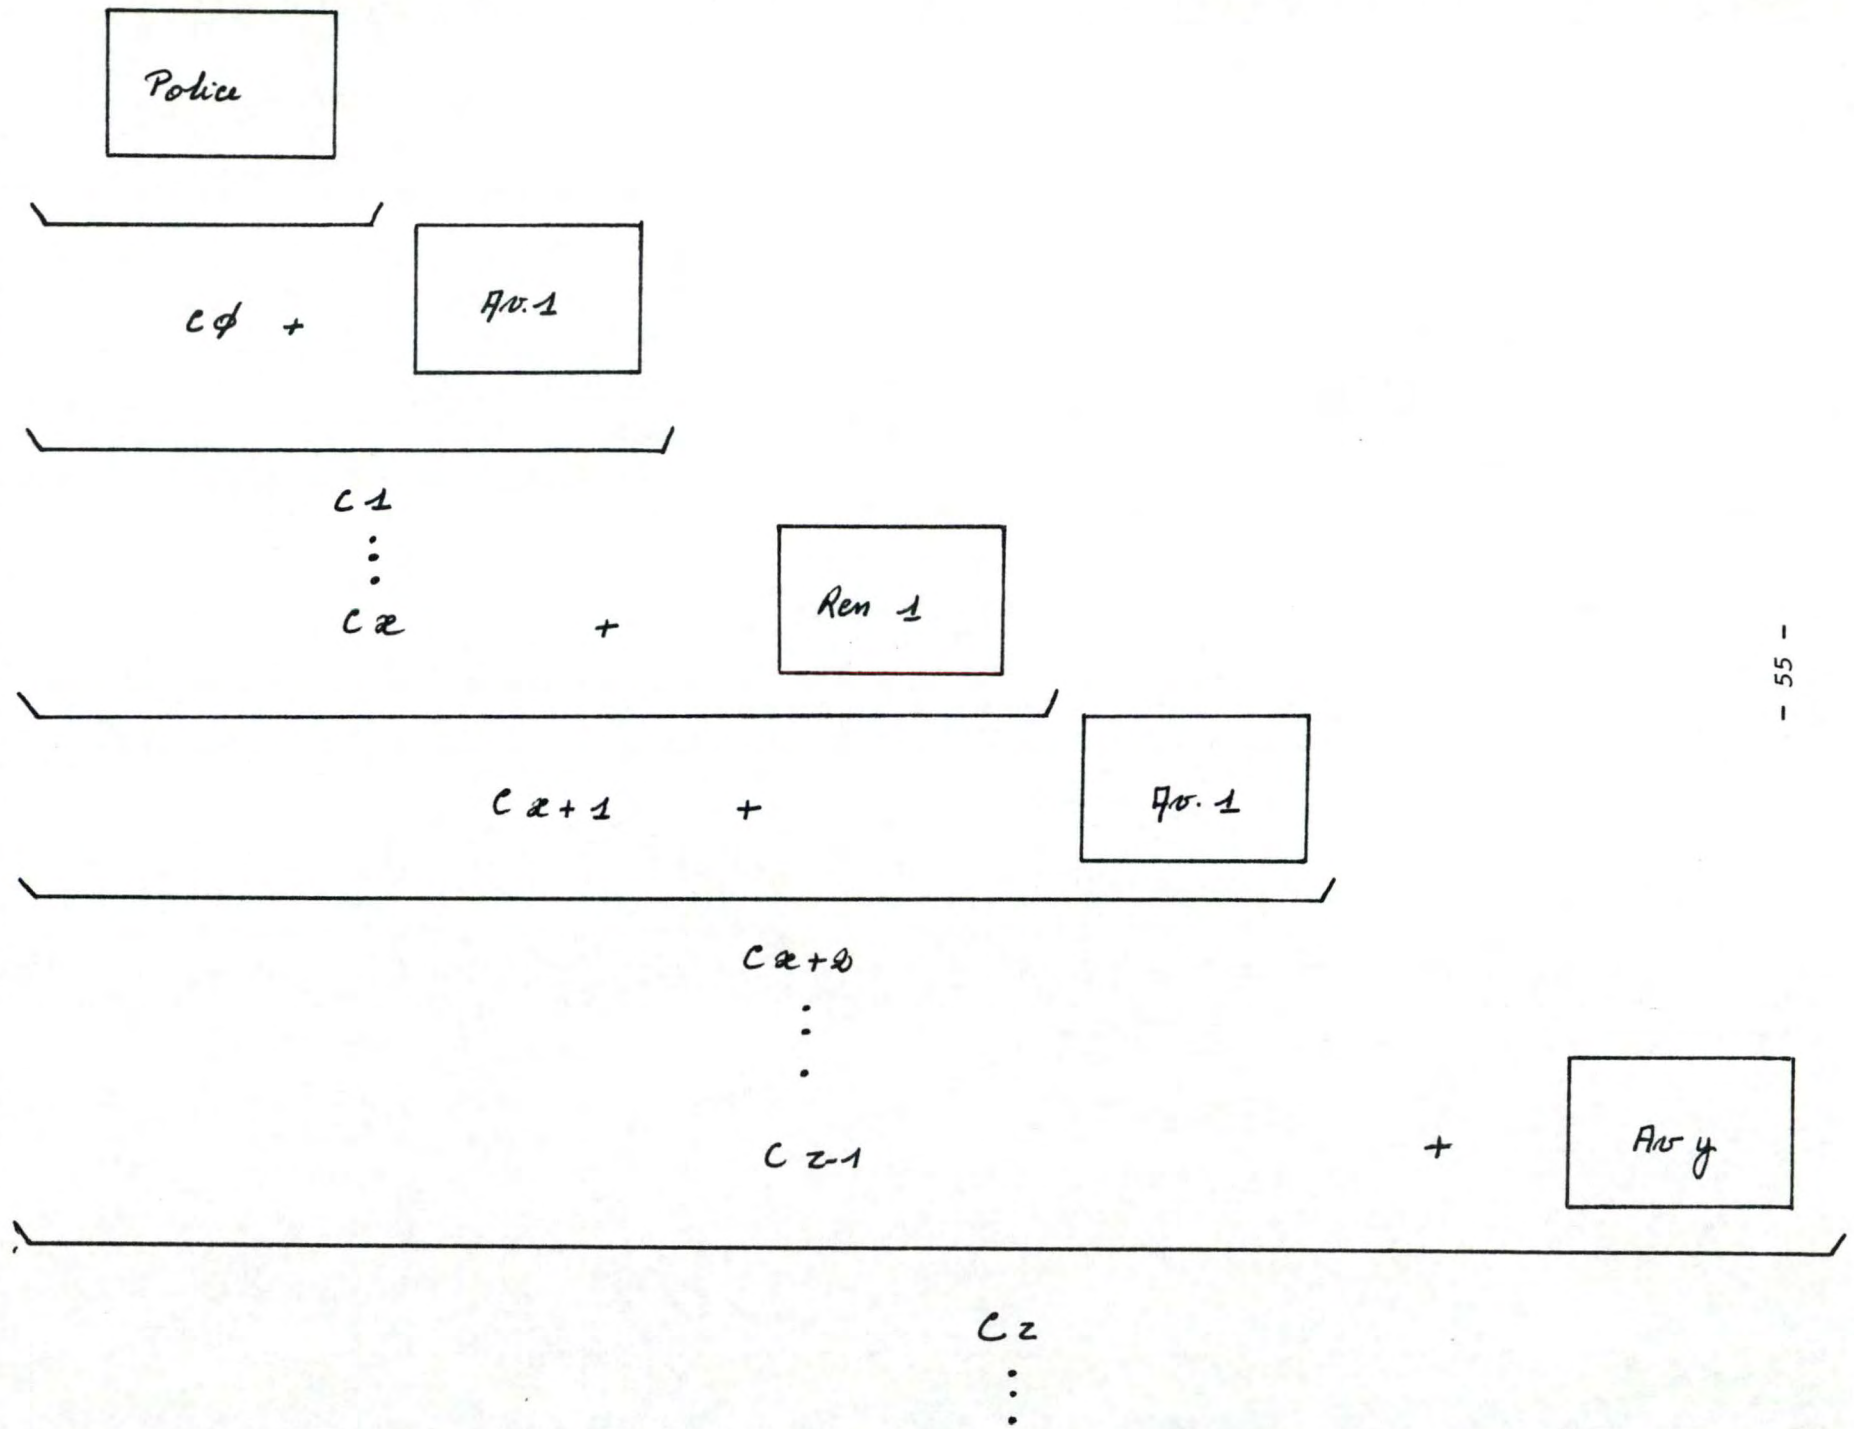 Police
Cø + Av.1
C1
Cx + Ren 1
- 55 -
Cx+1 + Av.1
Cx+2
Cz-1 + Av y
Cz